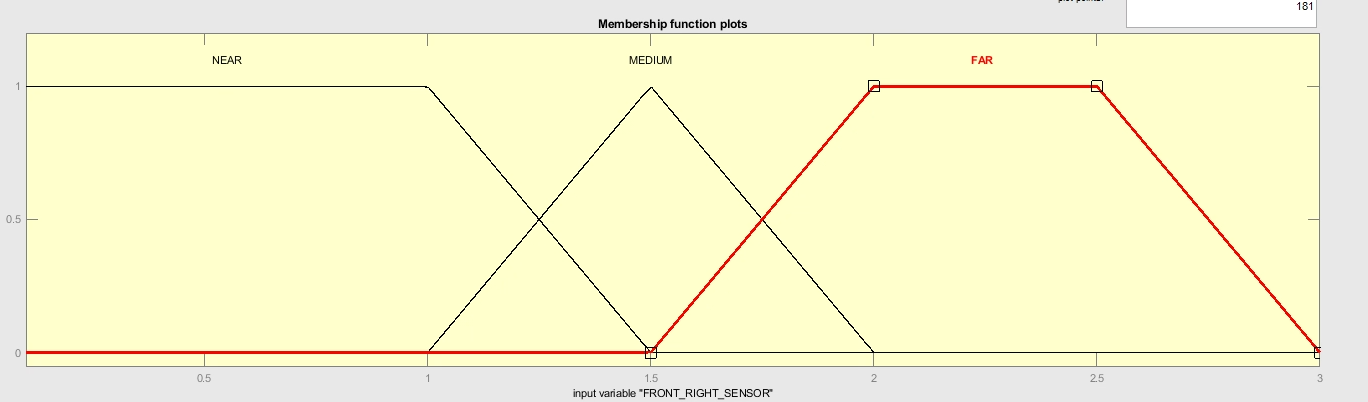 181
Membership function plots
NEAR MEDIUM FAR
1
0.5
0
0.5 1 1.5 2 2.5 3
input variable "FRONT_RIGHT_SENSOR"